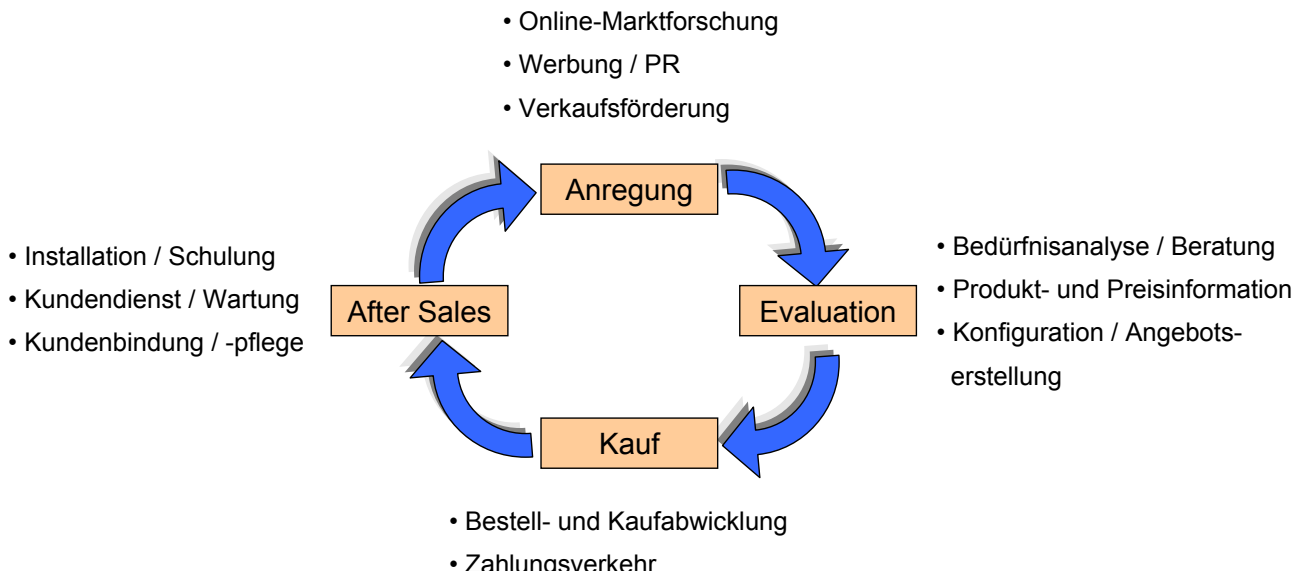 • Online-Marktforschung
• Werbung / PR
• Verkaufsförderung
Anregung
• Installation / Schulung
• Kundendienst / Wartung
• Kundenbindung / -pflege
After Sales
Evaluation
• Bedürfnisanalyse / Beratung
• Produkt- und Preisinformation
• Konfiguration / Angebots-
erstellung
Kauf
• Bestell- und Kaufabwicklung
• Zahlungsverkehr